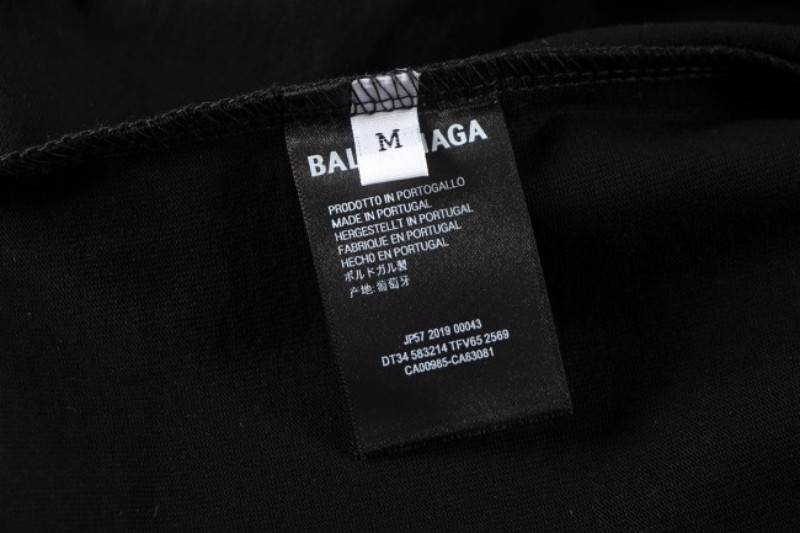 M
BAL IAGA
PRODOTTO IN PORTOGALLO
MADE IN PORTUGAL
HERGESTELLT IN PORTUGAL
FABRIQUE EN PORTUGAL
HECHO EN PORTUGAL
ポルトガル製
产地:葡萄牙
JP57 2019 00043
DT34 583214 TFV65 2569
CA00985-CA63081